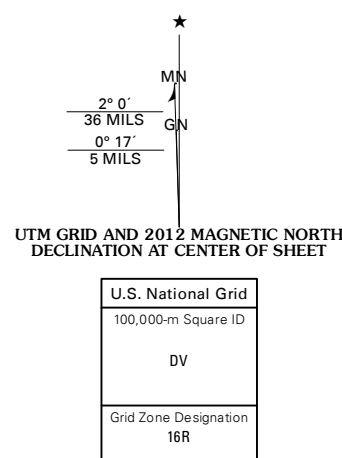 MN
2° 0´
36 MILS
GN
0° 17´
5 MILS
UTM GRID AND 2012 MAGNETIC NORTH
DECLINATION AT CENTER OF SHEET
U.S. National Grid
100,000-m Square ID
DV
Grid Zone Designation
16R